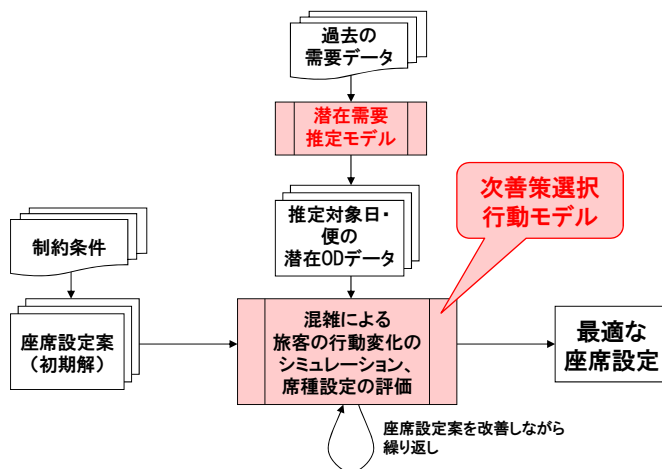 過去の
需要データ
潜在需要
推定モデル
次善策選択
行動モデル
推定対象日・
便の
潜在ODデータ
制約条件
座席設定案
（初期解）
混雑による
旅客の行動変化の
シミュレーション、
席種設定の評価
最適な
座席設定
座席設定案を改善しながら
繰り返し